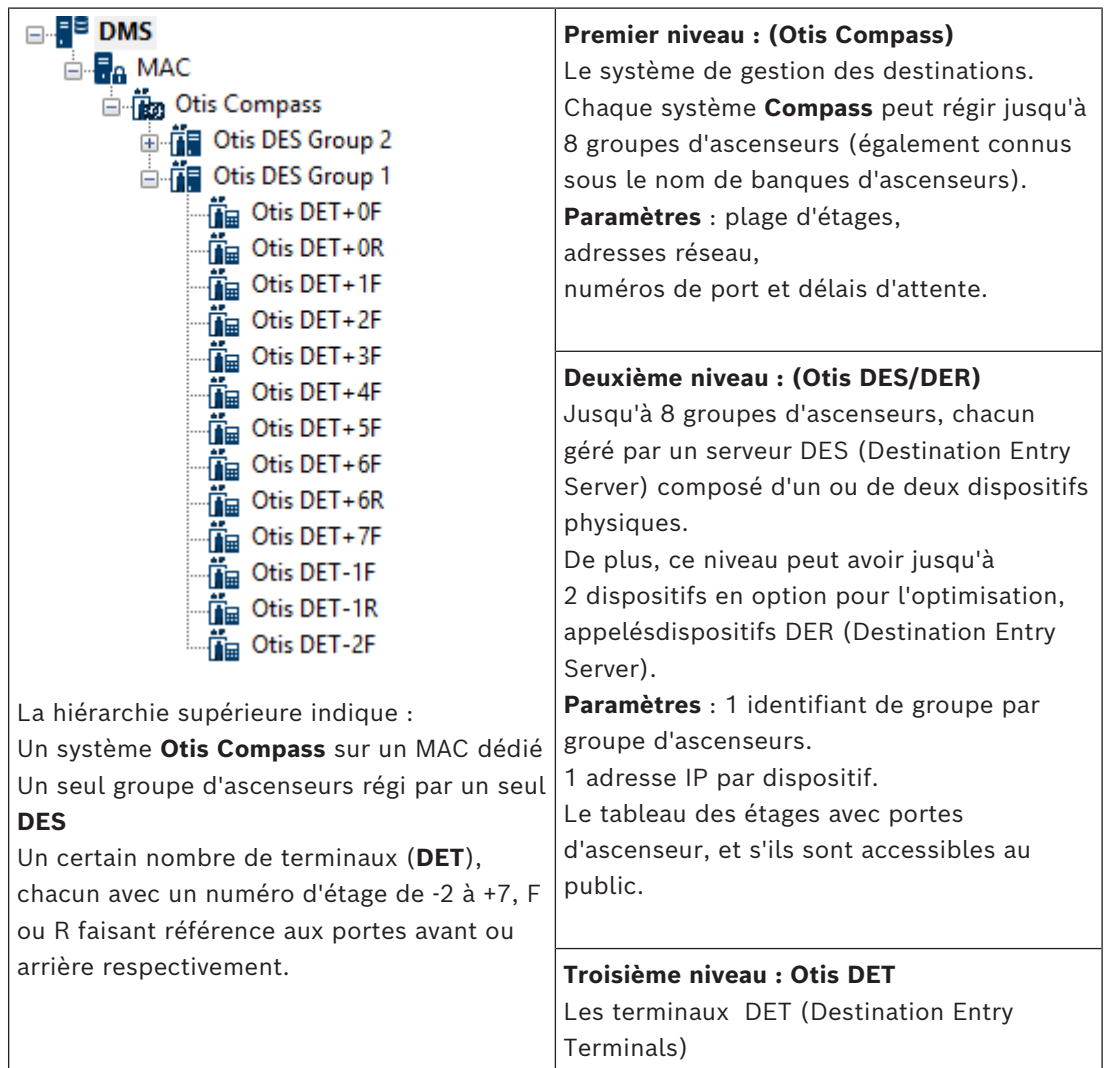 DMS
MAC
Otis Compass
Otis DES Group 2
Otis DES Group 1
Otis DET+0F
Otis DET+0R
Otis DET+1F
Otis DET+2F
Otis DET+3F
Otis DET+4F
Otis DET+5F
Otis DET+6F
Otis DET+6R
Otis DET+7F
Otis DET-1F
Otis DET-1R
Otis DET-2F
La hiérarchie supérieure indique :
Un système Otis Compass sur un MAC dédié
Un seul groupe d'ascenseurs régi par un seul
DES
Un certain nombre de terminaux (DET),
chacun avec un numéro d'étage de -2 à +7, F
ou R faisant référence aux portes avant ou
arrière respectivement.
Premier niveau : (Otis Compass)
Le système de gestion des destinations.
Chaque système Compass peut régir jusqu'à
8 groupes d'ascenseurs (également connus
sous le nom de banques d'ascenseurs).
Paramètres : plage d'étages,
adresses réseau,
numéros de port et délais d'attente.
Deuxième niveau : (Otis DES/DER)
Jusqu'à 8 groupes d'ascenseurs, chacun
géré par un serveur DES (Destination Entry
Server) composé d'un ou de deux dispositifs
physiques.
De plus, ce niveau peut avoir jusqu'à
2 dispositifs en option pour l'optimisation,
appelésdispositifs DER (Destination Entry
Server).
Paramètres : 1 identifiant de groupe par
groupe d'ascenseurs.
1 adresse IP par dispositif.
Le tableau des étages avec portes
d'ascenseur, et s'ils sont accessibles au
public.
Troisième niveau : Otis DET
Les terminaux DET (Destination Entry
Terminals)